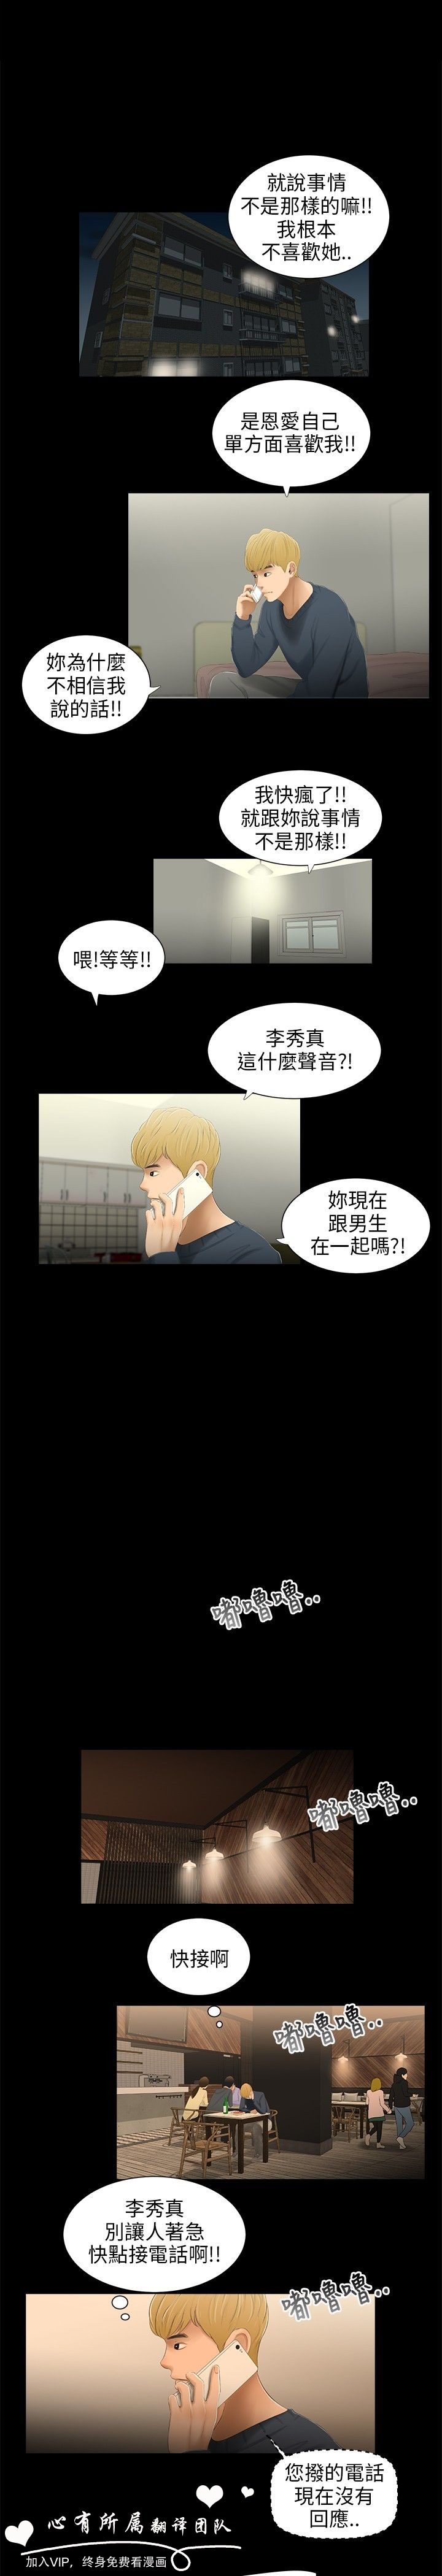 就說事情
不是那樣的嘛!!
我根本
不喜歡她..
是恩愛自己
單方面喜歡我!!
妳為什麼
不相信我
說的話!!
我快瘋了!!
就跟妳說事情
不是那樣!!
喂!等等!!
李秀真
這什麼聲音?!
妳現在
跟男生
在一起嗎?!
嘟嚕嚕..
嘟嚕嚕..
快接啊
嘟嚕嚕..
李秀真
別讓人著急
快點接電話啊!!
嘟嚕嚕..
您撥的電話
現在沒有
回應..
心有所属翻译团队
加入VIP，终身免费看漫画